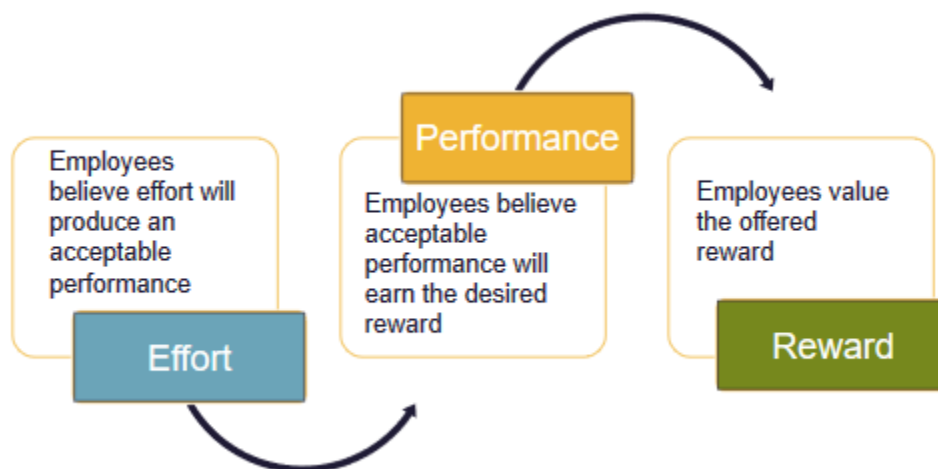 Employees
believe effort will
produce an
acceptable
performance
Effort
Performance
Employees believe
acceptable
performance will
earn the desired
reward
Employees value
the offered
reward
Reward